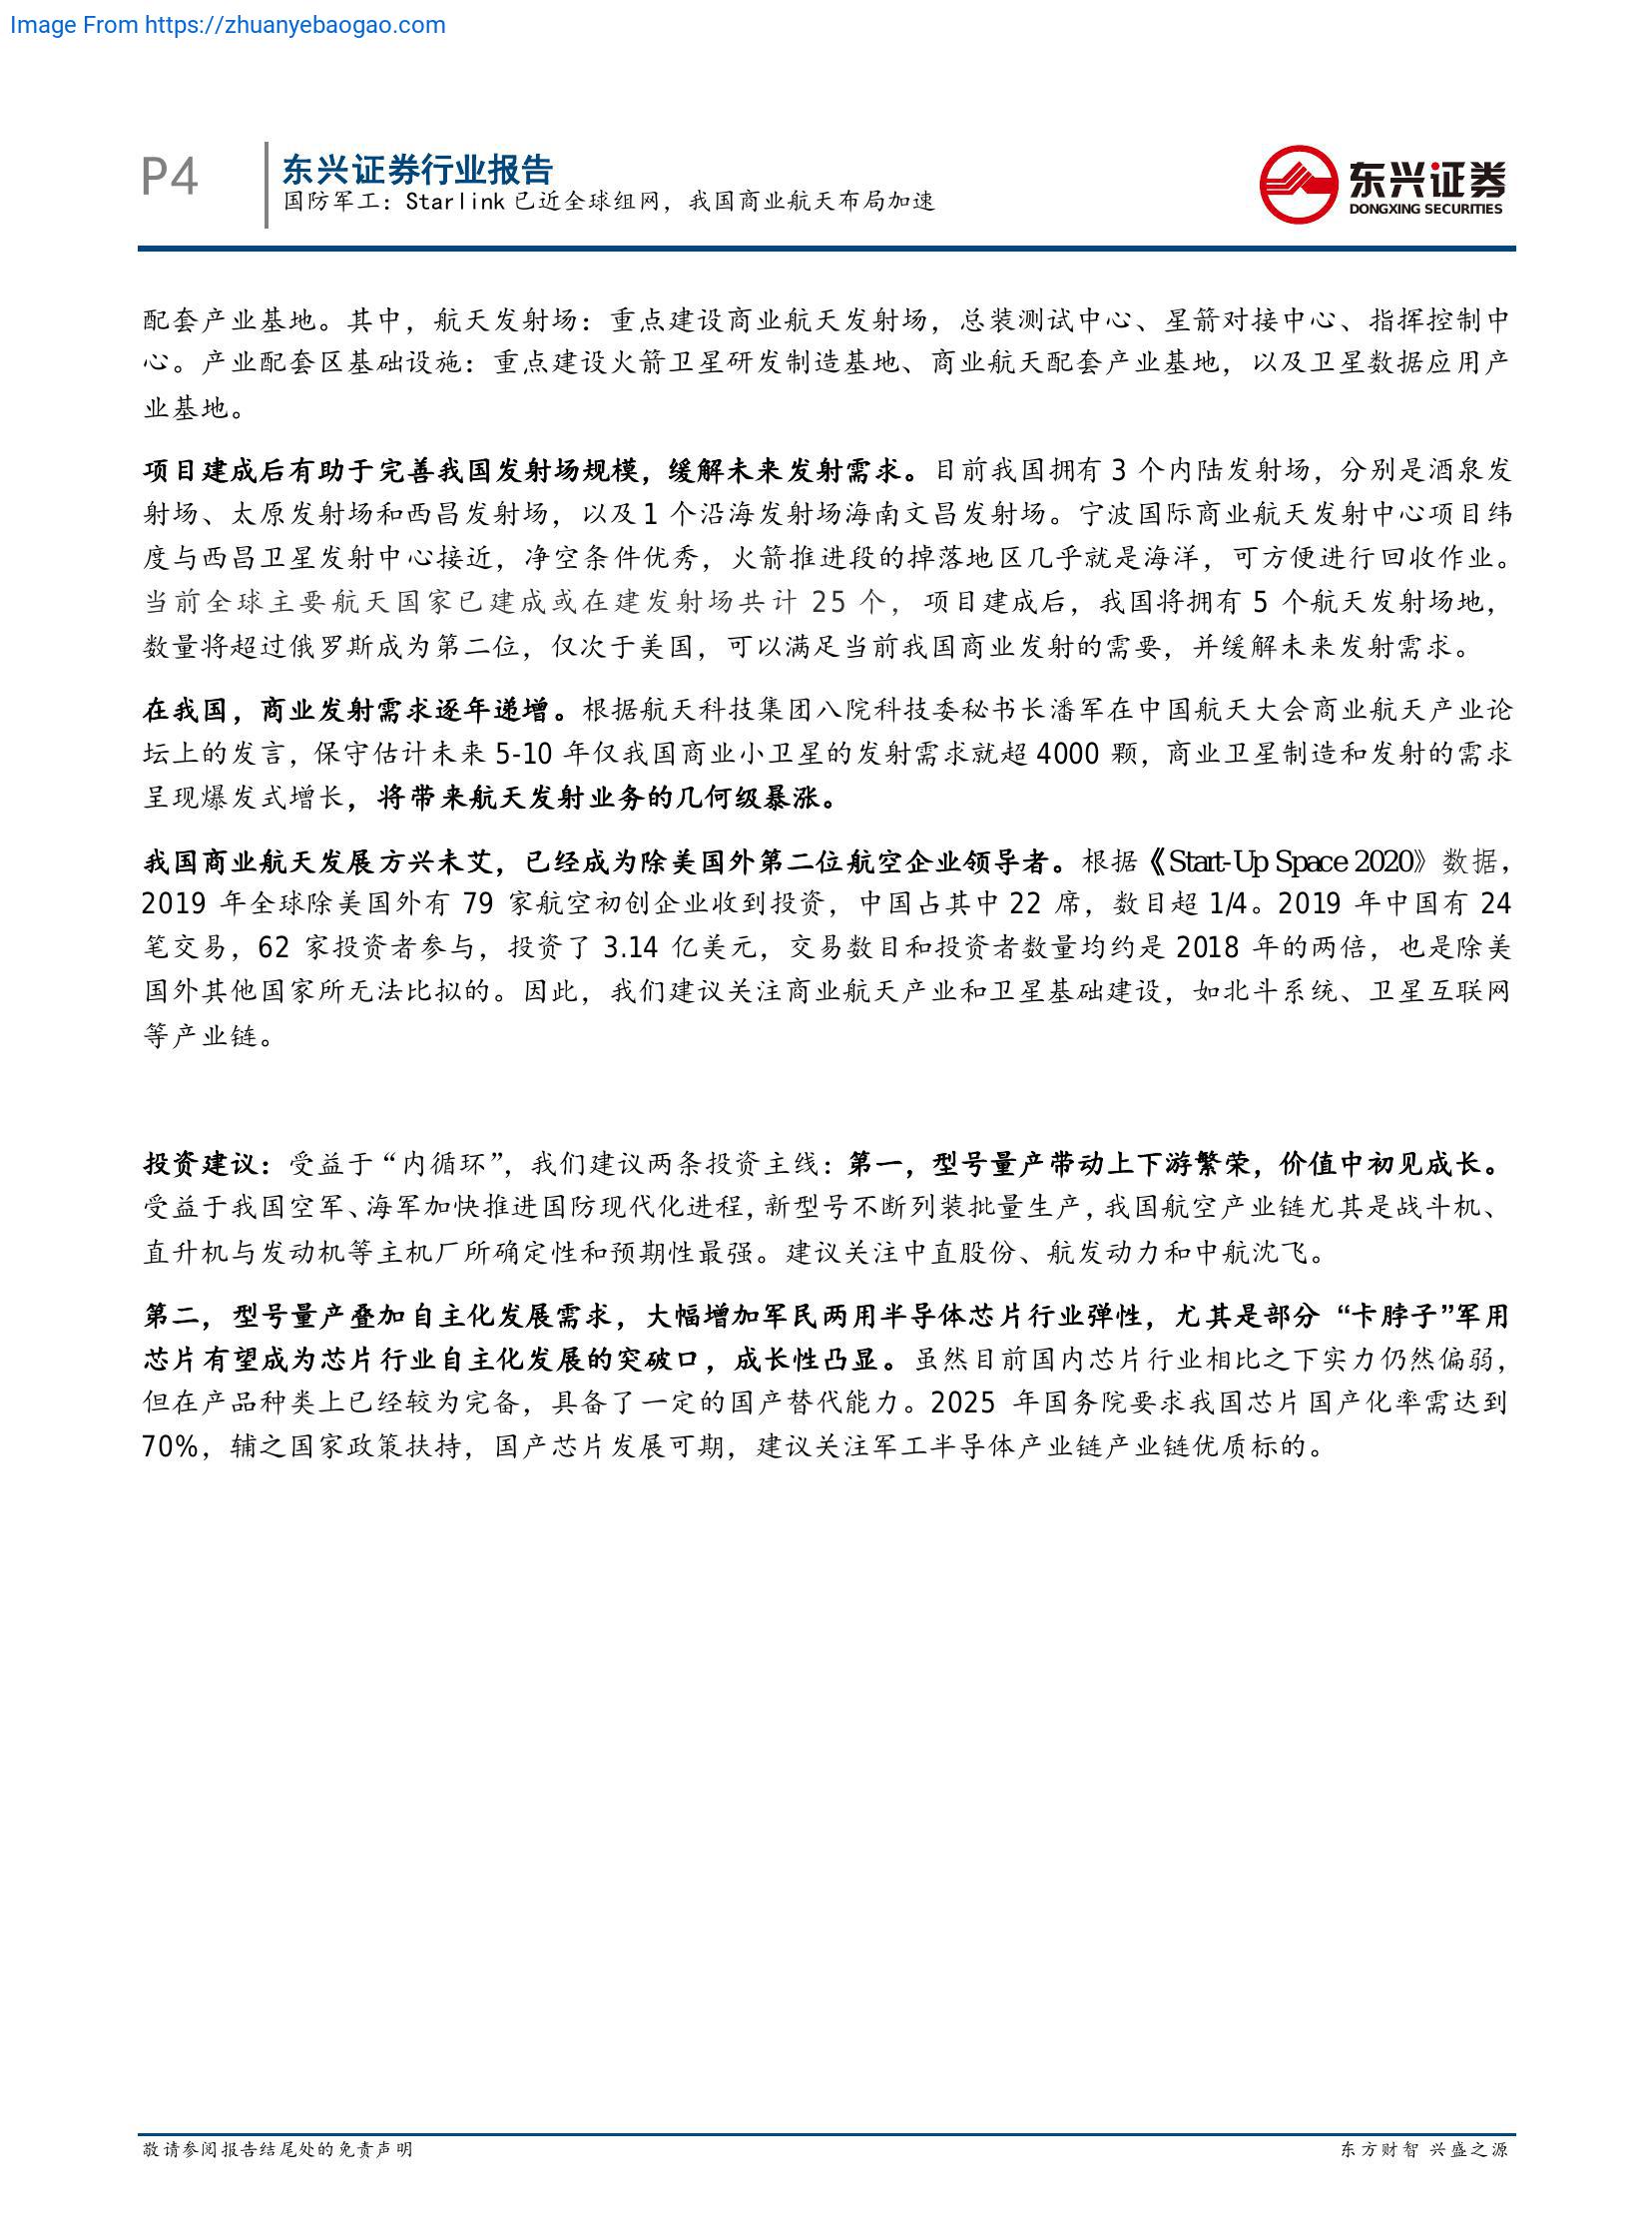 Image From https://zhuanyebaogao.com
P4
东兴证券行业报告
国防军工：Starlink 已近全球组网，我国商业航天布局加速
东兴证券
DONGXING SECURITIES
配套产业基地。其中，航天发射场：重点建设商业航天发射场，总装测试中心、星箭对接中心、指挥控制中
心。产业配套区基础设施：重点建设火箭卫星研发制造基地、商业航天配套产业基地，以及卫星数据应用产
业基地。
项目建成后有助于完善我国发射场规模，缓解未来发射需求。目前我国拥有 3 个内陆发射场，分别是酒泉发
射场、太原发射场和西昌发射场，以及 1 个沿海发射场海南文昌发射场。宁波国际商业航天发射中心项目纬
度与西昌卫星发射中心接近，净空条件优秀，火箭推进段的掉落地区几乎就是海洋，可方便进行回收作业。
当前全球主要航天国家已建成或在建发射场共计 25 个，项目建成后，我国将拥有 5 个航天发射场地，
数量将超过俄罗斯成为第二位，仅次于美国，可以满足当前我国商业发射的需要，并缓解未来发射需求。
在我国，商业发射需求逐年递增。根据航天科技集团八院科技委秘书长潘军在中国航天大会商业航天产业论
坛上的发言，保守估计未来 5-10 年仅我国商业小卫星的发射需求就超 4000 颗，商业卫星制造和发射的需求
呈现爆发式增长，将带来航天发射业务的几何级暴涨。
我国商业航天发展方兴未艾，已经成为除美国外第二位航空企业领导者。根据《Start-Up Space 2020》数据，
2019 年全球除美国外有 79 家航空初创企业收到投资，中国占其中 22 席，数目超 1/4。2019 年中国有 24
笔交易，62 家投资者参与，投资了 3.14 亿美元，交易数目和投资者数量均约是 2018 年的两倍，也是除美
国外其他国家所无法比拟的。因此，我们建议关注商业航天产业和卫星基础建设，如北斗系统、卫星互联网
等产业链。
投资建议：受益于“内循环”，我们建议两条投资主线：第一，型号量产带动上下游繁荣，价值中初见成长。
受益于我国空军、海军加快推进国防现代化进程，新型号不断列装批量生产，我国航空产业链尤其是战斗机、
直升机与发动机等主机厂所确定性和预期性最强。建议关注中直股份、航发动力和中航沈飞。
第二，型号量产叠加自主化发展需求，大幅增加军民两用半导体芯片行业弹性，尤其是部分“卡脖子”军用
芯片有望成为芯片行业自主化发展的突破口，成长性凸显。虽然目前国内芯片行业相比之下实力仍然偏弱，
但在产品种类上已经较为完备，具备了一定的国产替代能力。2025 年国务院要求我国芯片国产化率需达到
70%，辅之国家政策扶持，国产芯片发展可期，建议关注军工半导体产业链产业链优质标的。
敬请参阅报告结尾处的免责声明
东方财智 兴盛之源